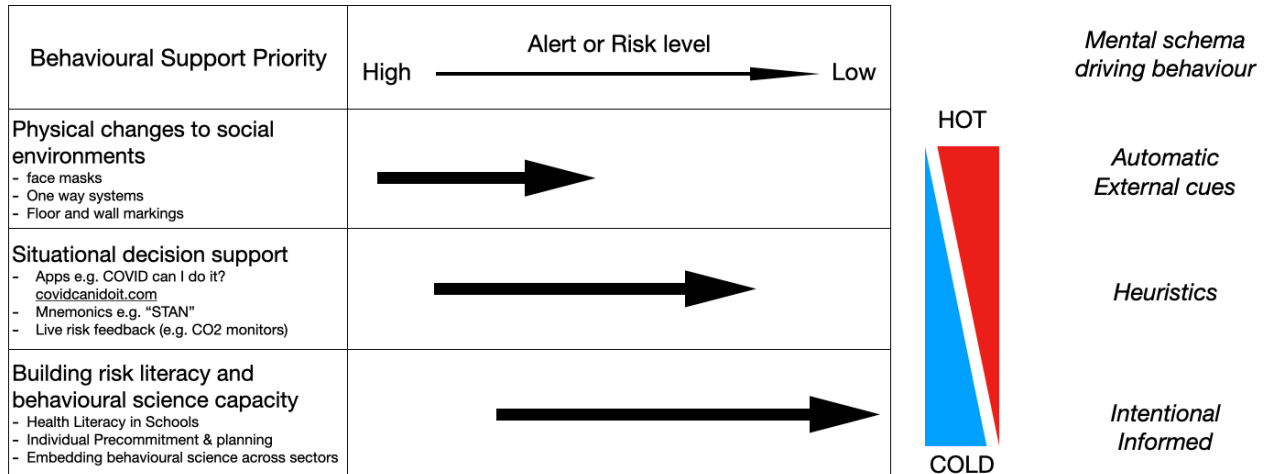 Behavioural Support Priority
Alert or Risk level
High
Low
Mental schema
driving behaviour
Physical changes to social
environments
- face masks
- One way systems
- Floor and wall markings
HOT
Automatic
External cues
Situational decision support
- Apps e.g. COVID can I do it?
covidcanidoit.com
- Mnemonics e.g. “STAN”
- Live risk feedback (e.g. CO2 monitors)
Heuristics
Building risk literacy and
behavioural science capacity
- Health Literacy in Schools
- Individual Precommitment & planning
- Embedding behavioural science across sectors
Intentional
Informed
COLD